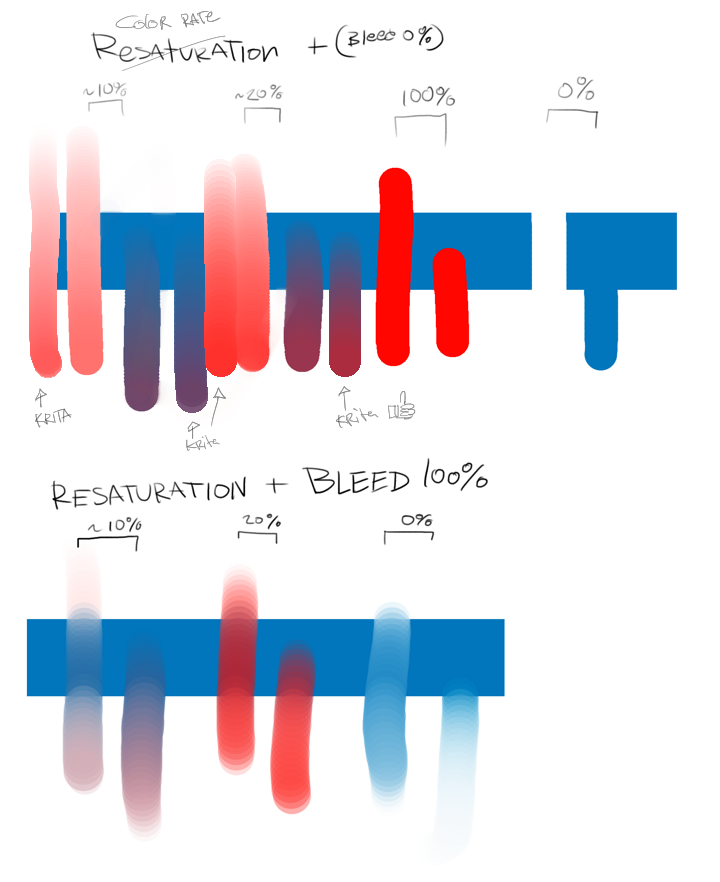 COLOR RATE
RESATURATION + (Bleed 0%)
~10%
~20%
100%
0%
KRITA
Krita
Krita
RESATURATION + BLEED 100%
~10%
20%
0%